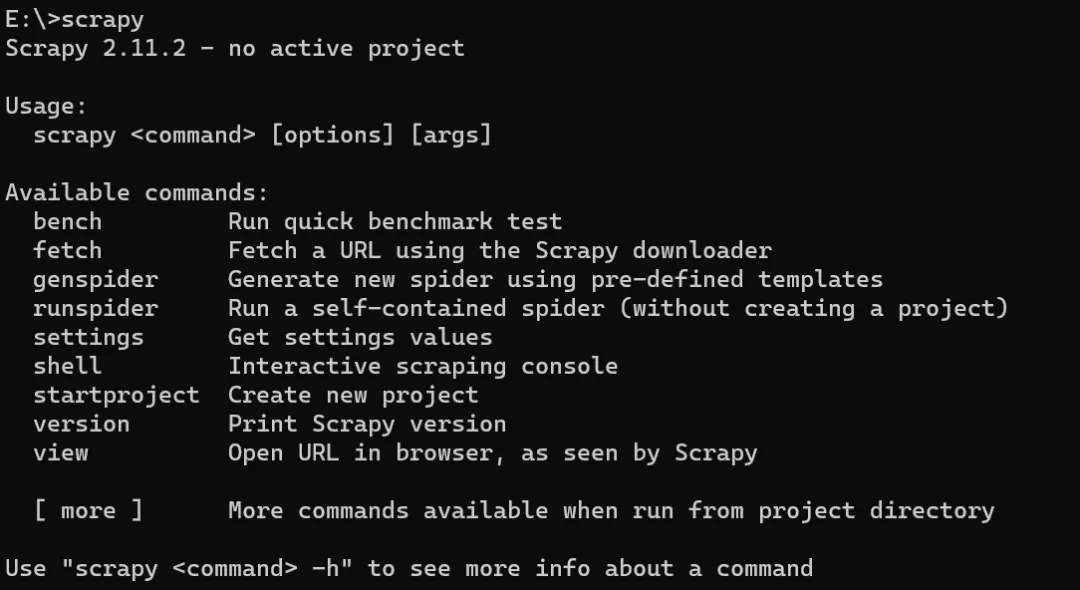 E:\>scrapy
Scrapy 2.11.2 - no active project
Usage:
  scrapy <command> [options] [args]
Available commands:
  bench         Run quick benchmark test
  fetch         Fetch a URL using the Scrapy downloader
  genspider     Generate new spider using pre-defined templates
  runspider     Run a self-contained spider (without creating a project)
  settings      Get settings values
  shell         Interactive scraping console
  startproject  Create new project
  version       Print Scrapy version
  view          Open URL in browser, as seen by Scrapy
  [ more ]      More commands available when run from project directory
Use "scrapy <command> -h" to see more info about a command